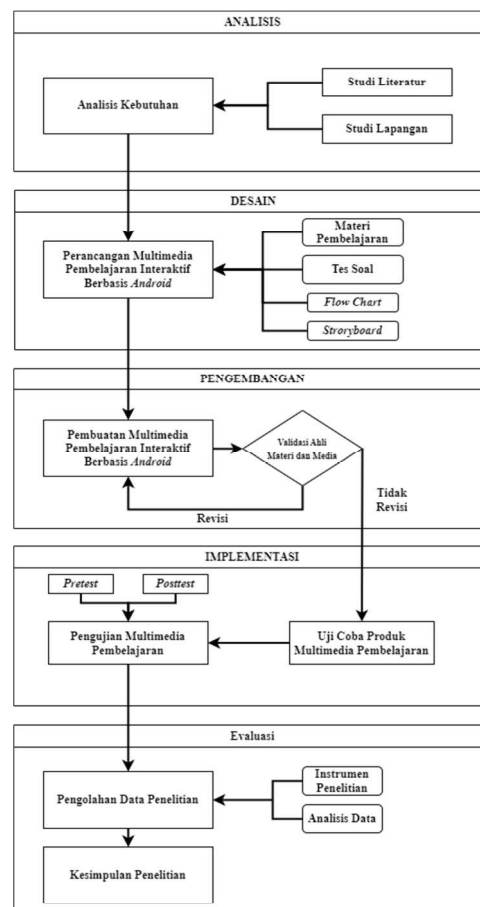 ANALISIS
Analisis Kebutuhan
Studi Literatur
Studi Lapangan
DESAIN
Perancangan Multimedia
Pembelajaran Interaktif
Berbasis Android
Materi
Pembelajaran
Tes Soal
Flow Chart
Stroryboard
PENGEMBANGAN
Pembuatan Multimedia
Pembelajaran Interaktif
Berbasis Android
Validasi Ahli
Materi dan Media
Revisi
Tidak
Revisi
IMPLEMENTASI
Pretest
Posttest
Pengujian Multimedia
Pembelajaran
Uji Coba Produk
Multimedia Pembelajaran
Evaluasi
Pengolahan Data Penelitian
Instrumen
Penelitian
Analisis Data
Kesimpulan Penelitian